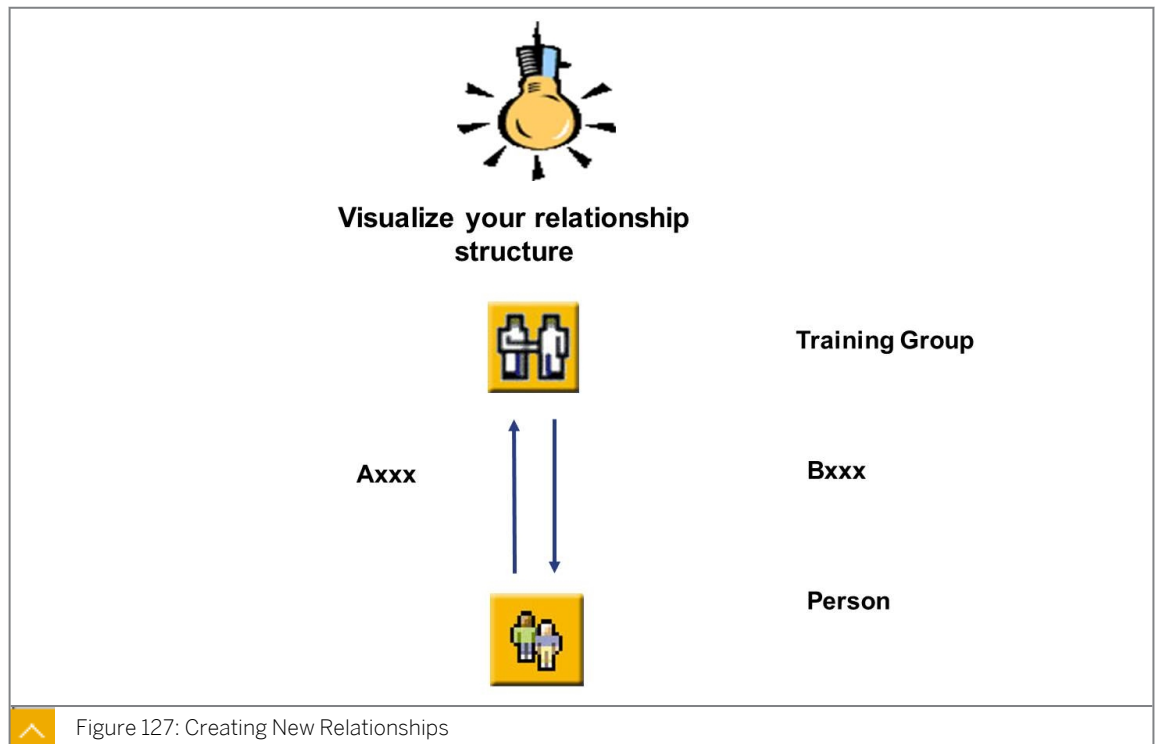 Visualize your relationship
structure
Training Group
Axxx
Bxxx
Person
Figure 127: Creating New Relationships